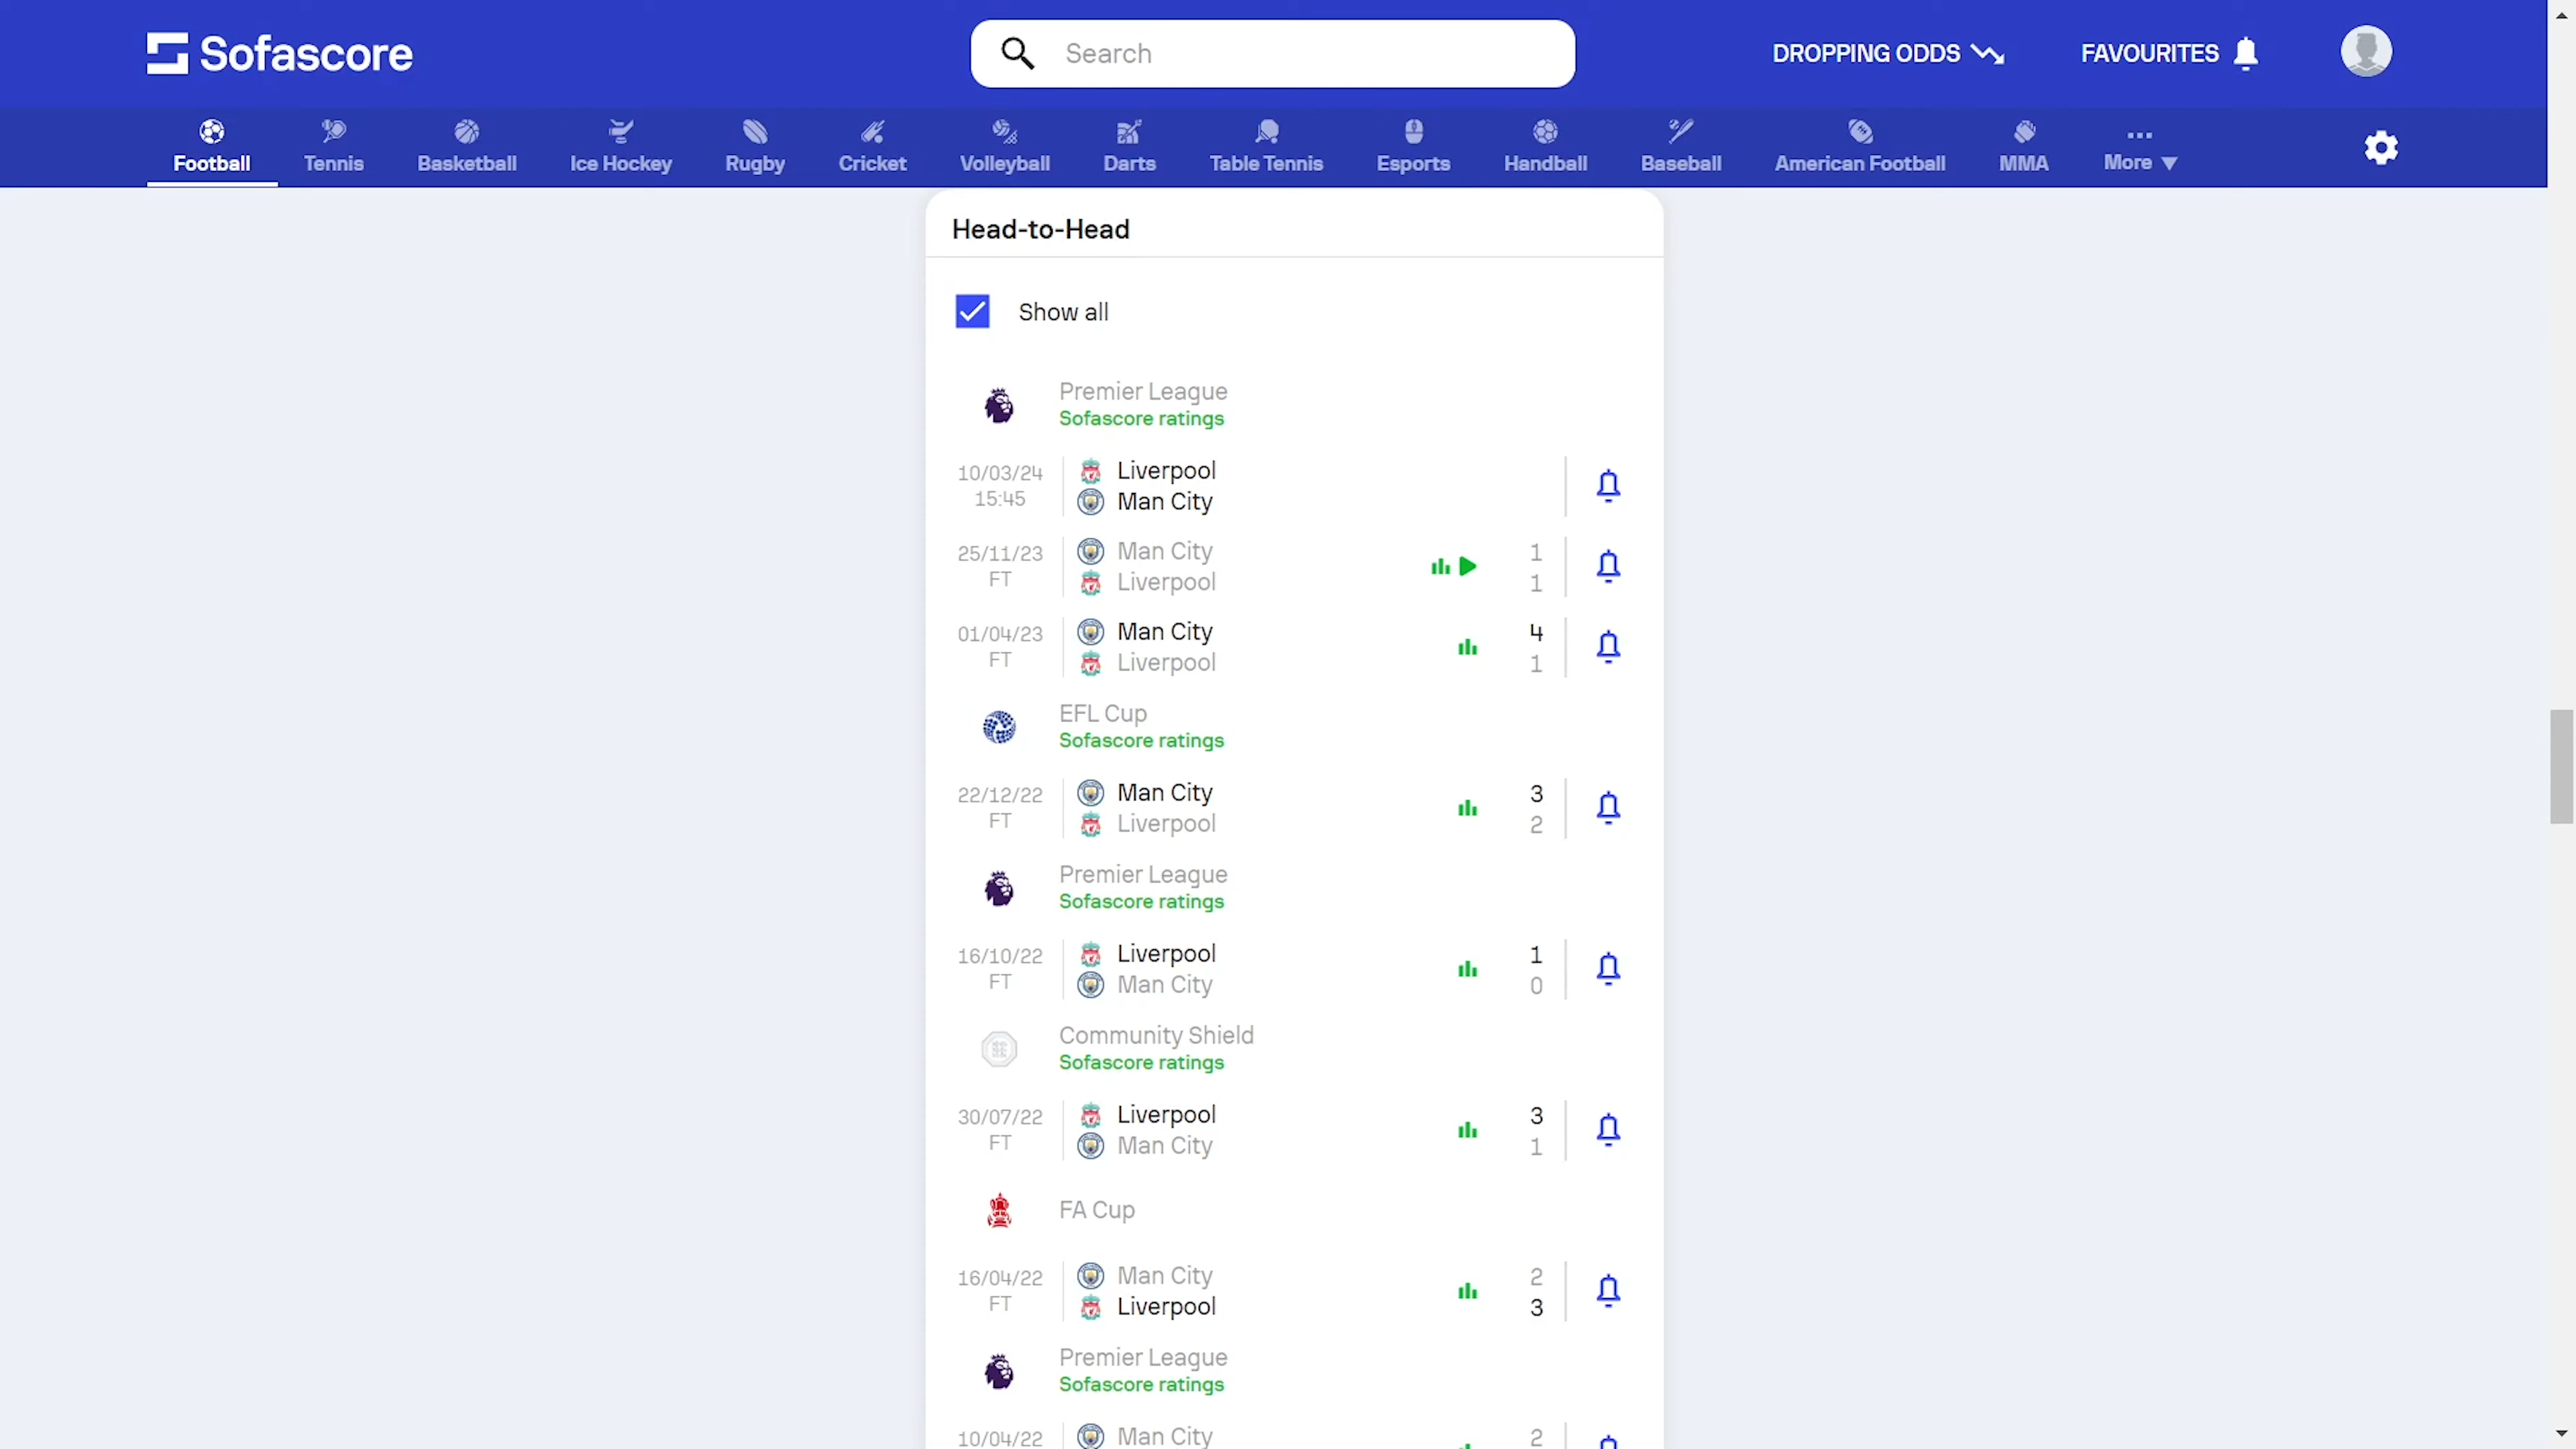 Sofascore
Search
DROPPING ODDS
FAVOURITES
Football
Tennis
Basketball
Ice Hockey
Rugby
Cricket
Volleyball
Darts
Table Tennis
Esports
Handball
Baseball
American Football
MMA
More
Head-to-Head
Show all
Premier League
Sofascore ratings
10/03/24
15:45
Liverpool
Man City
25/11/23
FT
Man City
Liverpool
1
1
01/04/23
FT
Man City
Liverpool
4
1
EFL Cup
Sofascore ratings
22/12/22
FT
Man City
Liverpool
3
2
Premier League
Sofascore ratings
16/10/22
FT
Liverpool
Man City
1
0
Community Shield
Sofascore ratings
30/07/22
FT
Liverpool
Man City
3
1
FA Cup
16/04/22
FT
Man City
Liverpool
2
3
Premier League
Sofascore ratings
10/04/22
Man City
2